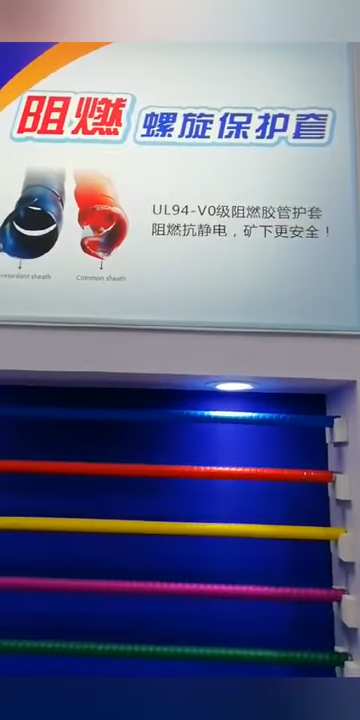 阻燃 螺旋保护套
UL94-V0级阻燃胶管护套
阻燃抗静电，矿下更安全！
retardant sheath
Common sheath